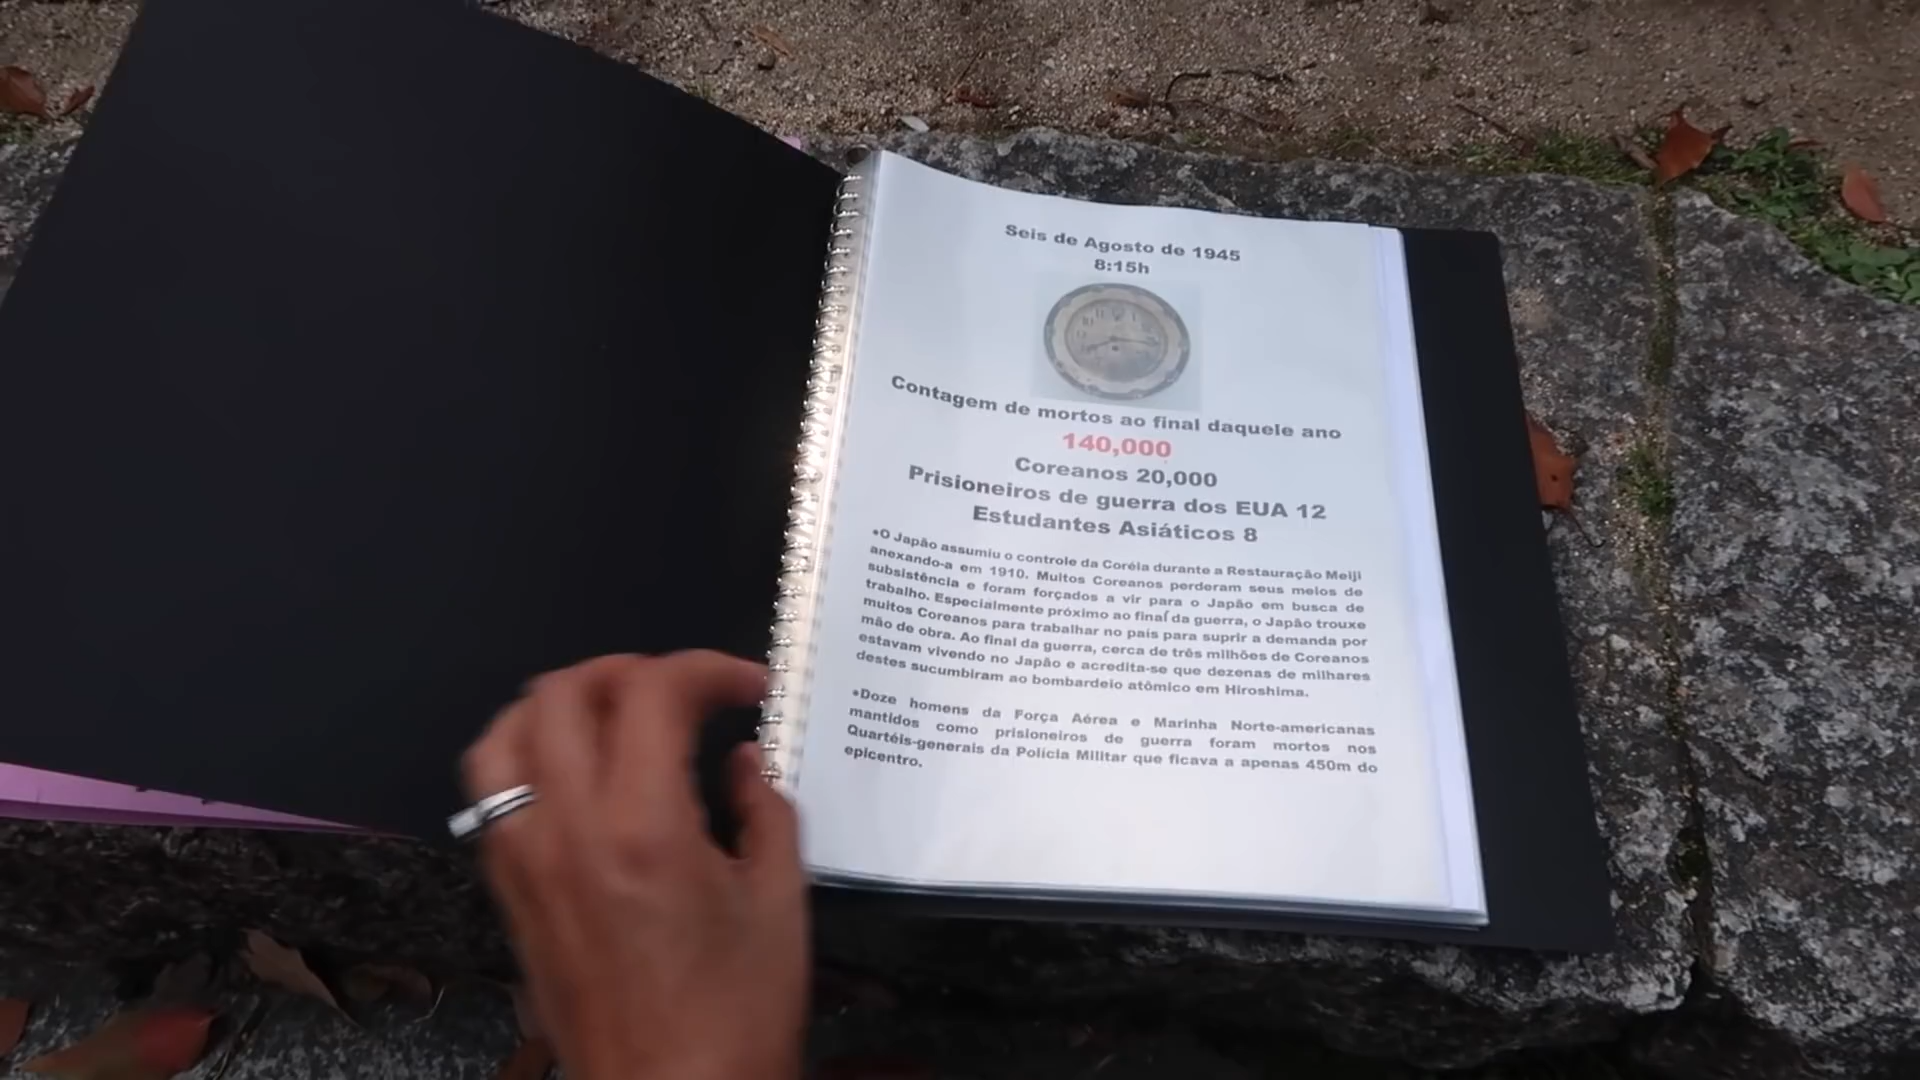 Seis de Agosto de 1945
8:15h
Contagem de mortos ao final daquele ano
140,000
Coreanos 20,000
Prisioneiros de guerra dos EUA 12
Estudantes Asiáticos 8
•O Japão assumiu o controle da Coréia durante a Restauração Meiji
anexando-a em 1910. Muitos Coreanos perderam seus meios de
subsistência e foram forçados a vir para o Japão em busca de
trabalho. Especialmente próximo ao final da guerra, o Japão trouxe
muitos Coreanos para trabalhar no país para suprir a demanda por
mão de obra. Ao final da guerra, cerca de três milhões de Coreanos
estavam vivendo no Japão e acredita-se que dezenas de milhares
destes sucumbiram ao bombardeio atômico em Hiroshima.
•Doze homens da Força Aérea e Marinha Norte-americanas
mantidos como prisioneiros de guerra foram mortos nos
Quartéis-generais da Polícia Militar que ficava a apenas 450m do
epicentro.